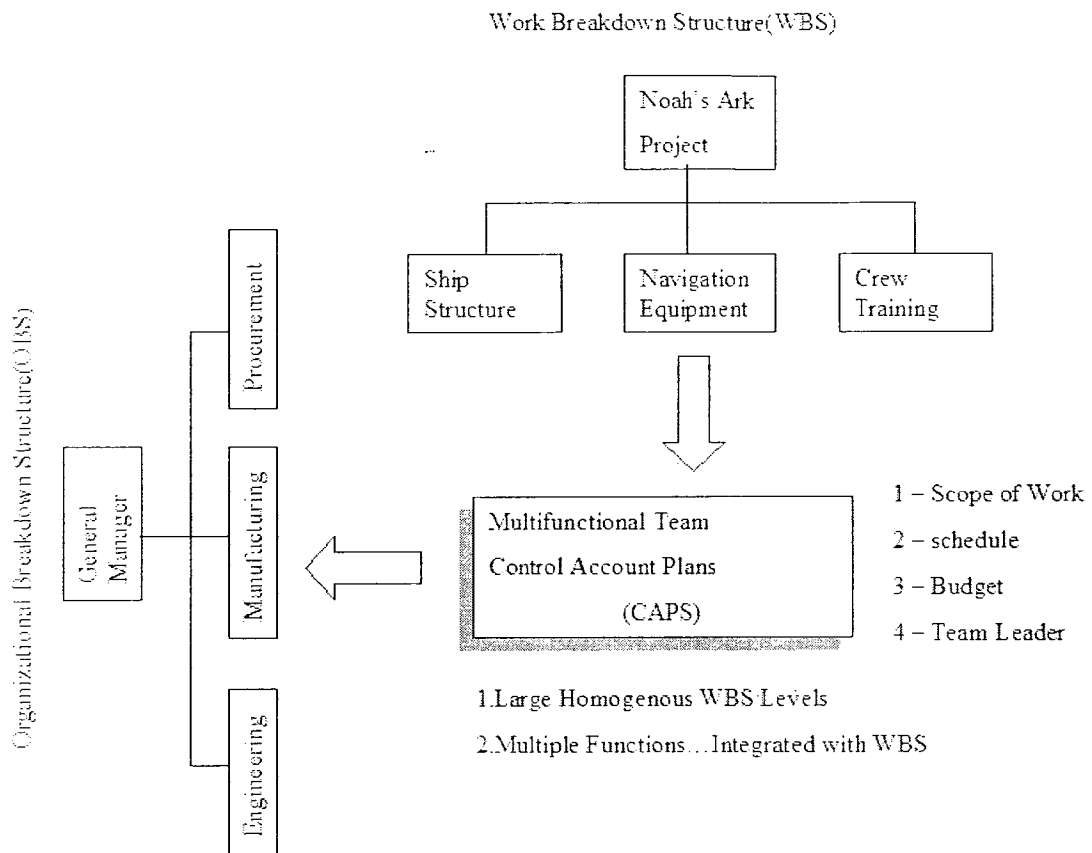 Work Breakdown Structure(WBS)
Noah's Ark
Project
Ship
Structure
Navigation
Equipment
Crew
Training
Organizational Breakdown Structure(OBS)
General
Manager
Procurement
Manufacturing
Engineering
Multifunctional Team
Control Account Plans
(CAPS)
1 – Scope of Work
2 – schedule
3 – Budget
4 – Team Leader
1.Large Homogenous WBS Levels
2.Multiple Functions…Integrated with WBS